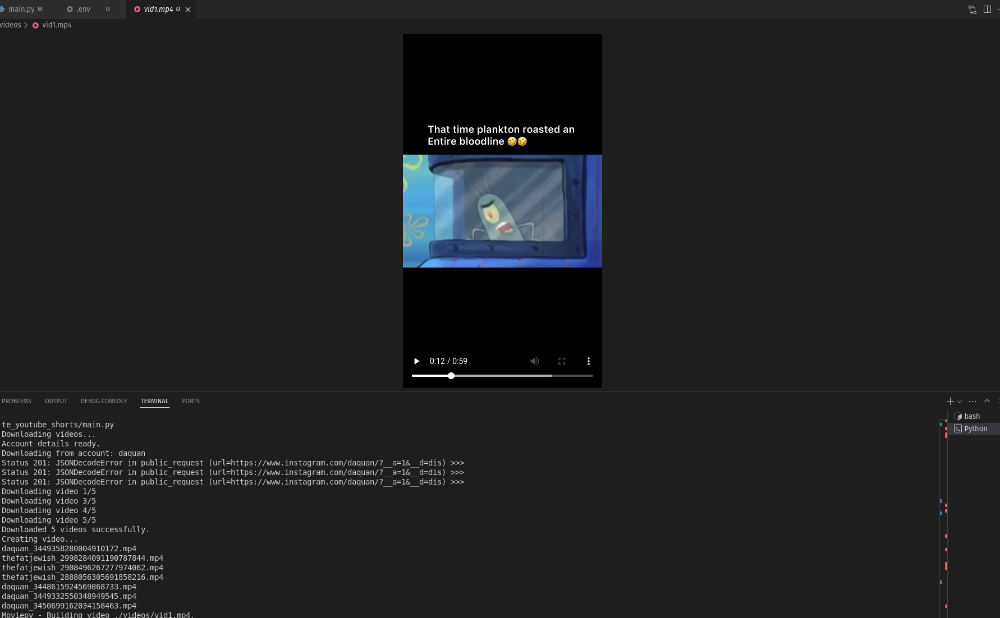 main.py M
.env U
vid1.mp4 U
videos > vid1.mp4
That time plankton roasted an
Entire bloodline 🤣🤣
0:12 / 0:59
PROBLEMS OUTPUT DEBUG CONSOLE TERMINAL PORTS
bash
Python
te_youtube_shorts/main.py
Downloading videos...
Account details ready.
Downloading from account: daquan
Status 201: JSONDecodeError in public_request (url=https://www.instagram.com/daquan/?__a=1&__d=dis) >>>
Status 201: JSONDecodeError in public_request (url=https://www.instagram.com/daquan/?__a=1&__d=dis) >>>
Status 201: JSONDecodeError in public_request (url=https://www.instagram.com/daquan/?__a=1&__d=dis) >>>
Downloading video 1/5
Downloading video 3/5
Downloading video 4/5
Downloading video 5/5
Downloaded 5 videos successfully.
Creating video...
daquan_3449358280004910172.mp4
thefatjewish_2998284091190787844.mp4
thefatjewish_2908496267277974062.mp4
thefatjewish_2888056305691858216.mp4
daquan_3448615924569868733.mp4
daquan_3449332550348949545.mp4
daquan_3450699162034158463.mp4
Moviepy - Building video ./videos/vid1.mp4.